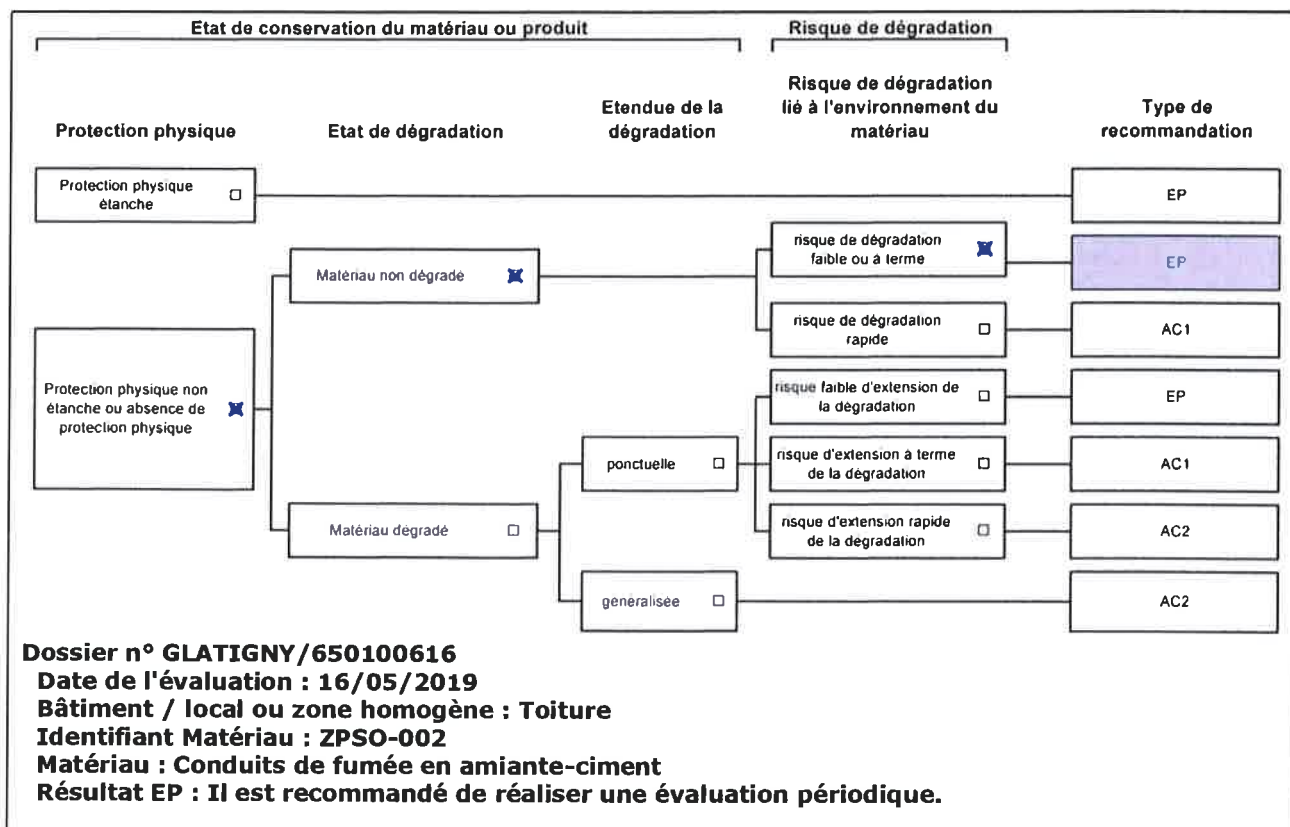 Etat de conservation du matériau ou produit
Risque de dégradation
Protection physique
Etat de dégradation
Etendue de la
dégradation
Risque de dégradation
lié à l'environnement du
matériau
Type de
recommandation
Protection physique
étanche
EP
Protection physique non
étanche ou absence de
protection physique
Matériau non dégradé
risque de dégradation
faible ou à terme
EP
risque de dégradation
rapide
AC1
Matériau dégradé
ponctuelle
risque faible d'extension de
la dégradation
EP
risque d'extension à terme
de la dégradation
AC1
risque d'extension rapide
de la dégradation
AC2
généralisée
AC2
Dossier n° GLATIGNY/650100616
Date de l'évaluation : 16/05/2019
Bâtiment / local ou zone homogène : Toiture
Identifiant Matériau : ZPSO-002
Matériau : Conduits de fumée en amiante-ciment
Résultat EP : Il est recommandé de réaliser une évaluation périodique.